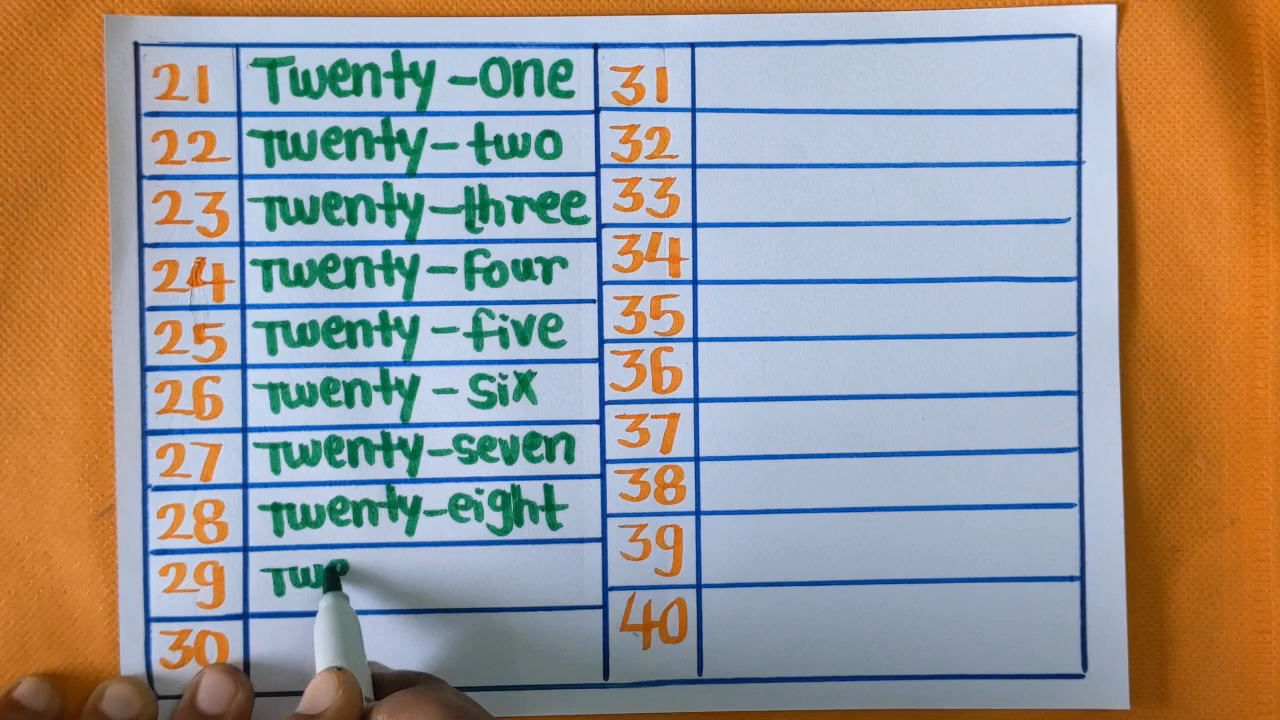 21 Twenty-One 31
22 Twenty-two 32
23 Twenty-three 33
24 Twenty-Four 34
25 Twenty-five 35
26 Twenty-six 36
27 Twenty-seven 37
28 Twenty-eight 38
29 Twe 39
30 40